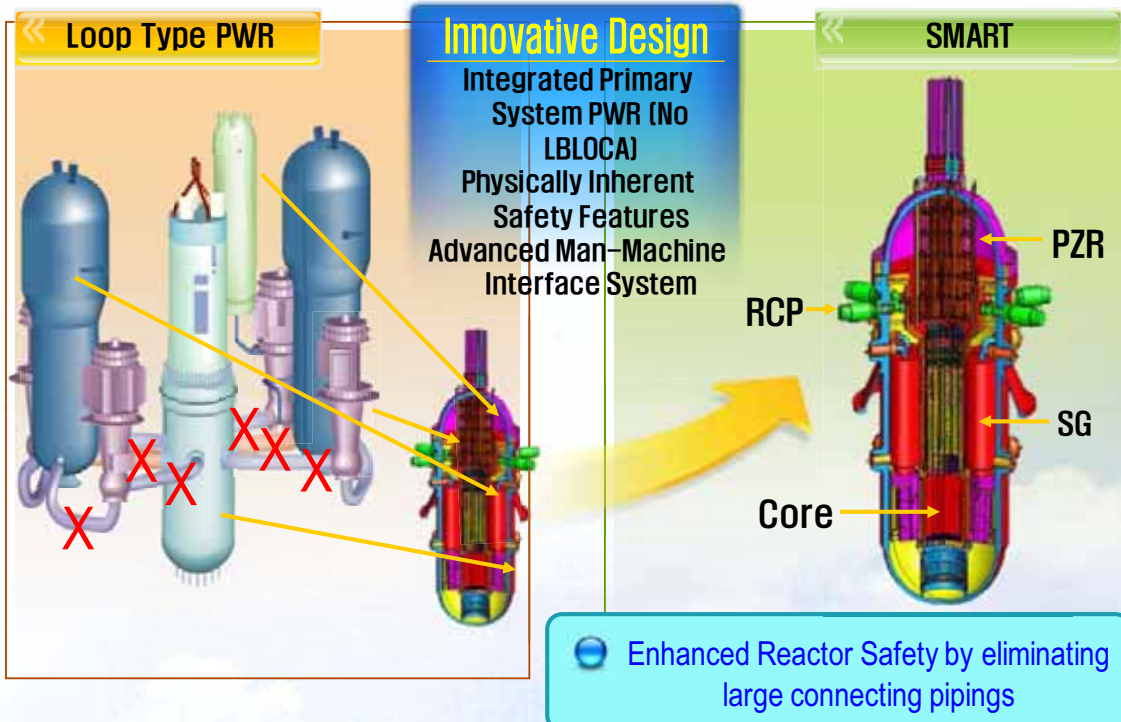 Loop Type PWR
Innovative Design
Integrated Primary
System PWR (No
LBLOCA)
Physically Inherent
Safety Features
Advanced Man-Machine
Interface System
SMART
PZR
RCP
SG
Core
X
X
X
X
X
X
Enhanced Reactor Safety by eliminating
large connecting pipings